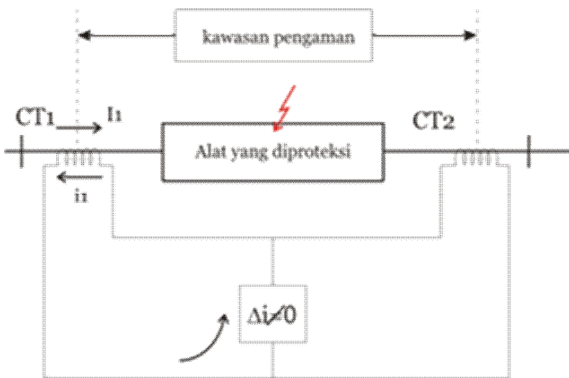 kawasan pengaman
CT1
I1
CT2
Alat yang diproteksi
i1
Δi≠0